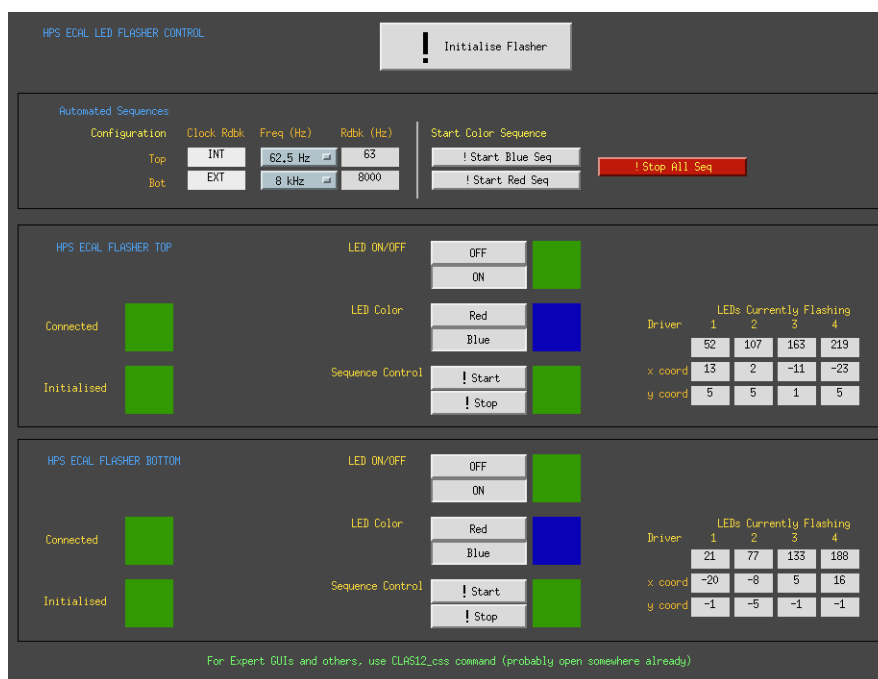 HPS ECAL LED FLASHER CONTROL
! Initialise Flasher
Automated Sequences
Configuration Clock Rdbk Freq (Hz) Rdbk (Hz) Start Color Sequence
Top INT 62.5 Hz 63 ! Start Blue Seq
! Stop All Seq
Bot EXT 8 kHz 8000 ! Start Red Seq
HPS ECAL FLASHER TOP LED ON/OFF OFF
ON
LED Color Red LEDs Currently Flashing
Connected Driver 1 2 3 4
Blue 52 107 163 219
Sequence Control ! Start x coord 13 2 -11 -23
Initialised y coord 5 5 1 5
! Stop
HPS ECAL FLASHER BOTTOM LED ON/OFF OFF
ON
LED Color Red LEDs Currently Flashing
Connected Driver 1 2 3 4
Blue 21 77 133 188
Sequence Control ! Start x coord -20 -8 5 16
Initialised y coord -1 -5 -1 -1
! Stop
For Expert GUIs and others, use CLAS12_css command (probably open somewhere already)